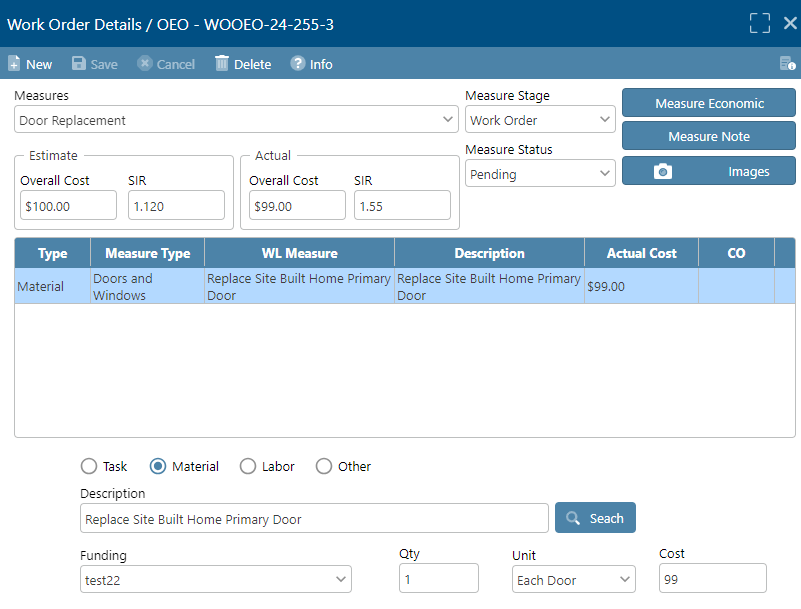 Work Order Details / OEO - WOOEO-24-255-3
New Save Cancel Delete Info
Measures
Door Replacement
Measure Stage
Work Order
Measure Economic
Measure Note
Measure Status
Pending
Images
Estimate
Overall Cost SIR
$100.00 1.120
Actual
Overall Cost SIR
$99.00 1.55
Type Measure Type WL Measure Description Actual Cost CO
Material Doors and Windows Replace Site Built Home Primary Door Replace Site Built Home Primary Door $99.00
Task Material Labor Other
Description
Replace Site Built Home Primary Door Seach
Funding Qty Unit Cost
test22 1 Each Door 99